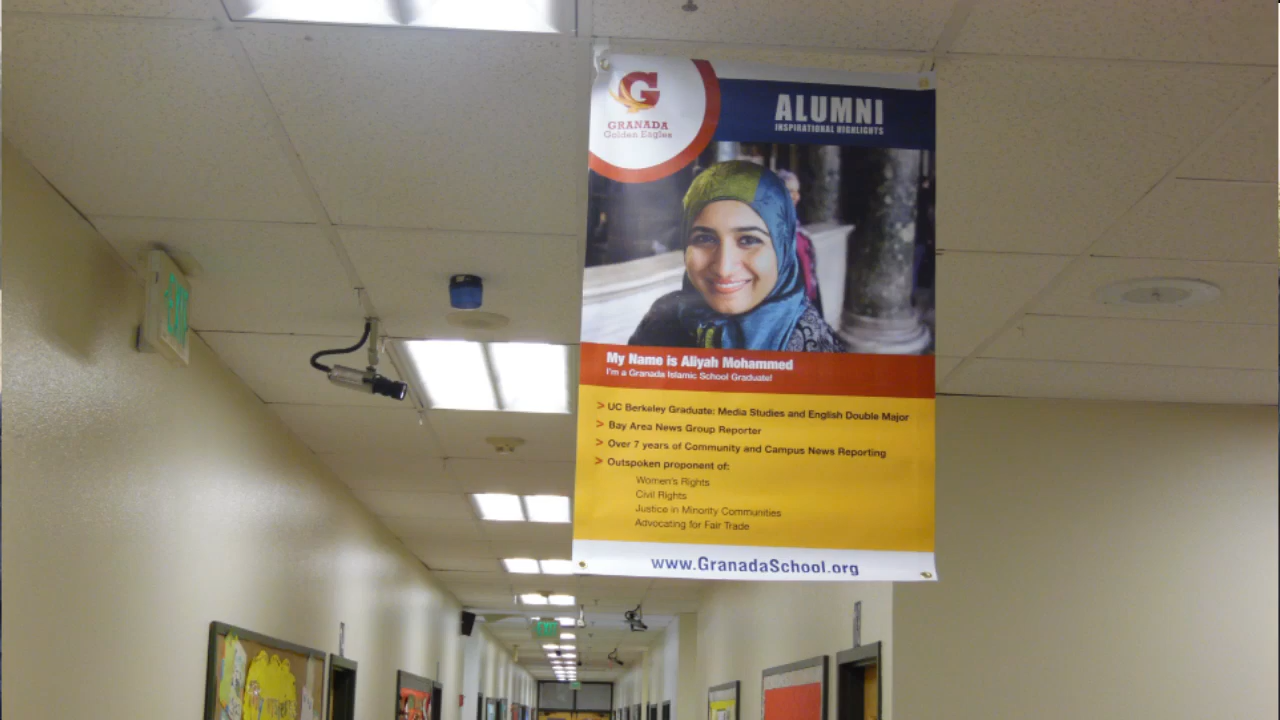 G
GRANADA
Golden Eagles
ALUMNI
INSPIRATIONAL HIGHLIGHTS
My Name is Aliyah Mohammed
I'm a Granada Islamic School Graduate!
> UC Berkeley Graduate: Media Studies and English Double Major
> Bay Area News Group Reporter
> Over 7 years of Community and Campus News Reporting
> Outspoken proponent of:
Women's Rights
Civil Rights
Justice in Minority Communities
Advocating for Fair Trade
www.GranadaSchool.org
EXIT
EXIT